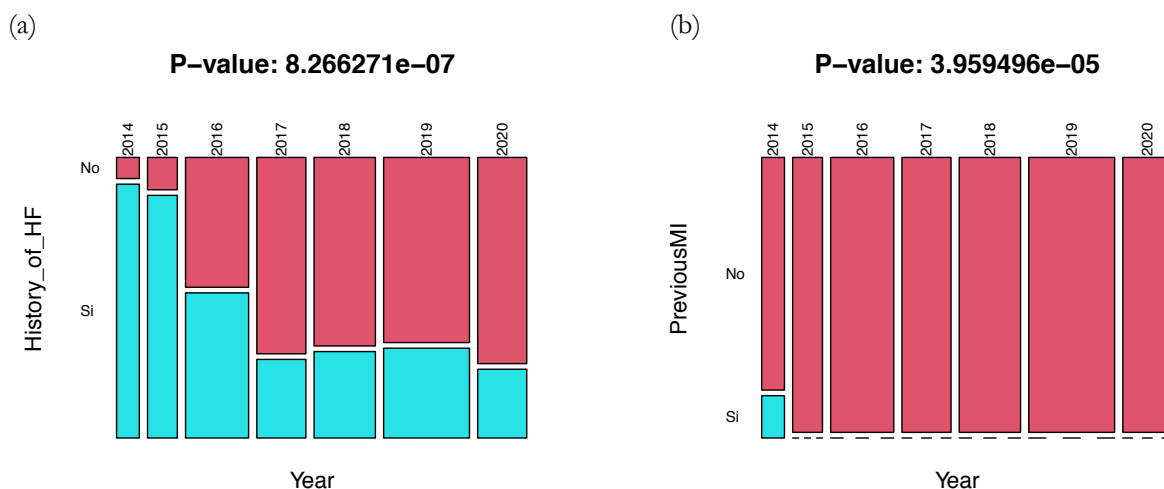 (a)
P−value: 8.266271e−07
2014 2015 2016 2017 2018 2019 2020
No
Si
History_of_HF
Year
(b)
P−value: 3.959496e−05
2014 2015 2016 2017 2018 2019 2020
No
Si
PreviousMI
Year